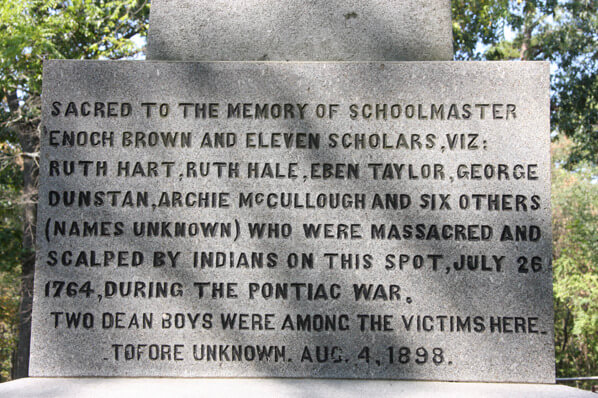 SACRED TO THE MEMORY OF SCHOOLMASTER
ENOCH BROWN AND ELEVEN SCHOLARS, VIZ:
RUTH HART, RUTH HALE, EBEN TAYLOR, GEORGE
DUNSTAN, ARCHIE McCULLOUGH AND SIX OTHERS
(NAMES UNKNOWN) WHO WERE MASSACRED AND
SCALPED BY INDIANS ON THIS SPOT, JULY 26
1764, DURING THE PONTIAC WAR.
TWO DEAN BOYS WERE AMONG THE VICTIMS HERE-
-TOFORE UNKNOWN. AUG. 4, 1898.